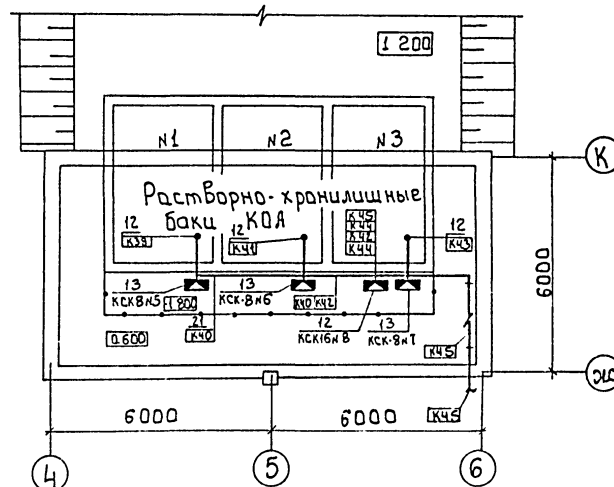 1 200
N1 N2 N3
К
Растворно-хранилишные
баки КОА
К45
К44
К42
К44
12
К39
12
К41
12
К43
13
КСК8N5
1 800
13
КСК-8N6
К40 К42
12
КСК16N8
13
КСК-8N7
21
К40
0.600
К45
К45
6000
Ж
6000
6000
4
5
6